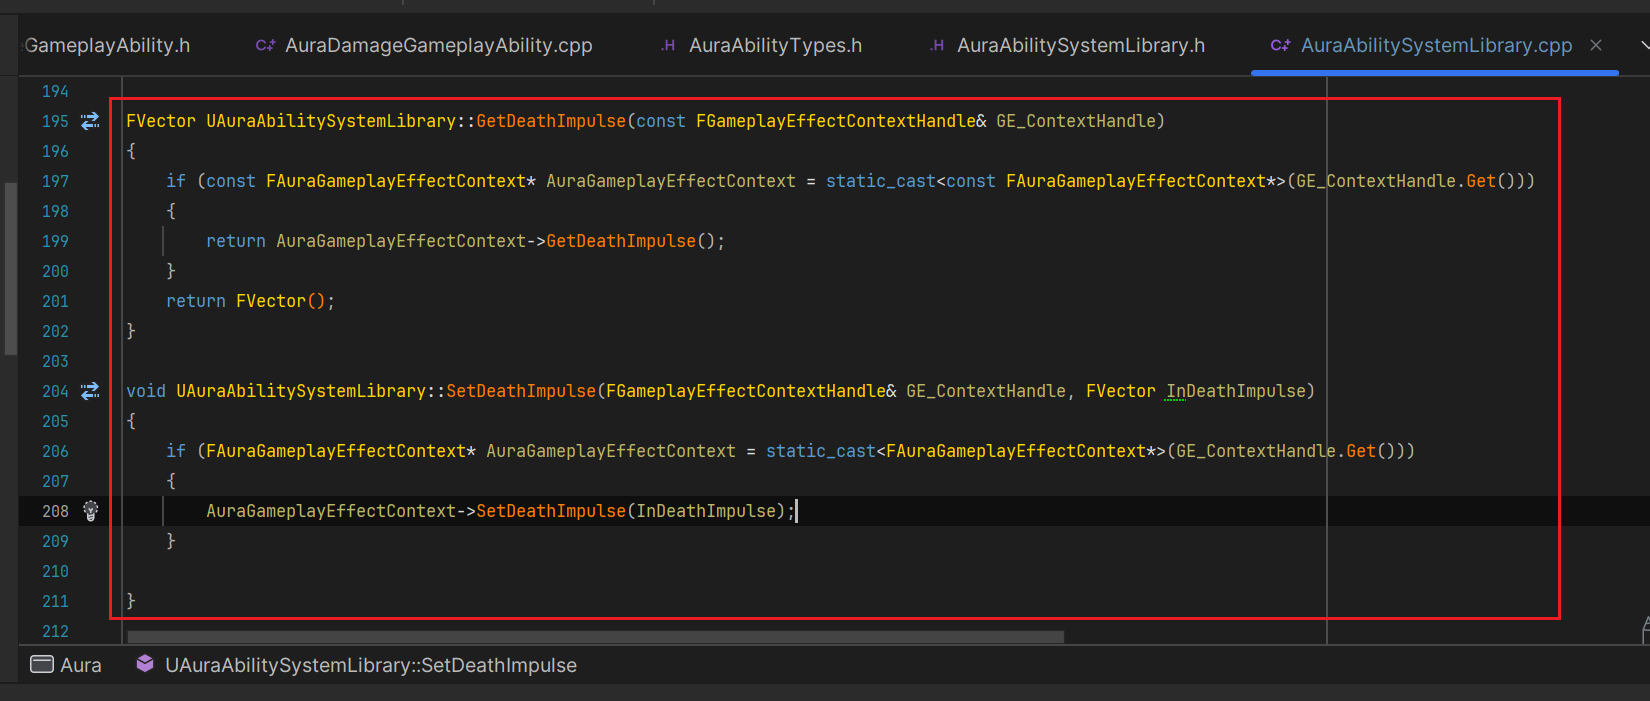 GameplayAbility.h AuraDamageGameplayAbility.cpp .H AuraAbilityTypes.h .H AuraAbilitySystemLibrary.h AuraAbilitySystemLibrary.cpp
194
195 FVector UAuraAbilitySystemLibrary::GetDeathImpulse(const FGameplayEffectContextHandle& GE_ContextHandle)
196 {
197 if (const FAuraGameplayEffectContext* AuraGameplayEffectContext = static_cast<const FAuraGameplayEffectContext*>(GE_ContextHandle.Get()))
198 {
199 return AuraGameplayEffectContext->GetDeathImpulse();
200 }
201 return FVector();
202 }
203
204 void UAuraAbilitySystemLibrary::SetDeathImpulse(FGameplayEffectContextHandle& GE_ContextHandle, FVector InDeathImpulse)
205 {
206 if (FAuraGameplayEffectContext* AuraGameplayEffectContext = static_cast<FAuraGameplayEffectContext*>(GE_ContextHandle.Get()))
207 {
208 AuraGameplayEffectContext->SetDeathImpulse(InDeathImpulse);
209 }
210
211 }
212
Aura UAuraAbilitySystemLibrary::SetDeathImpulse